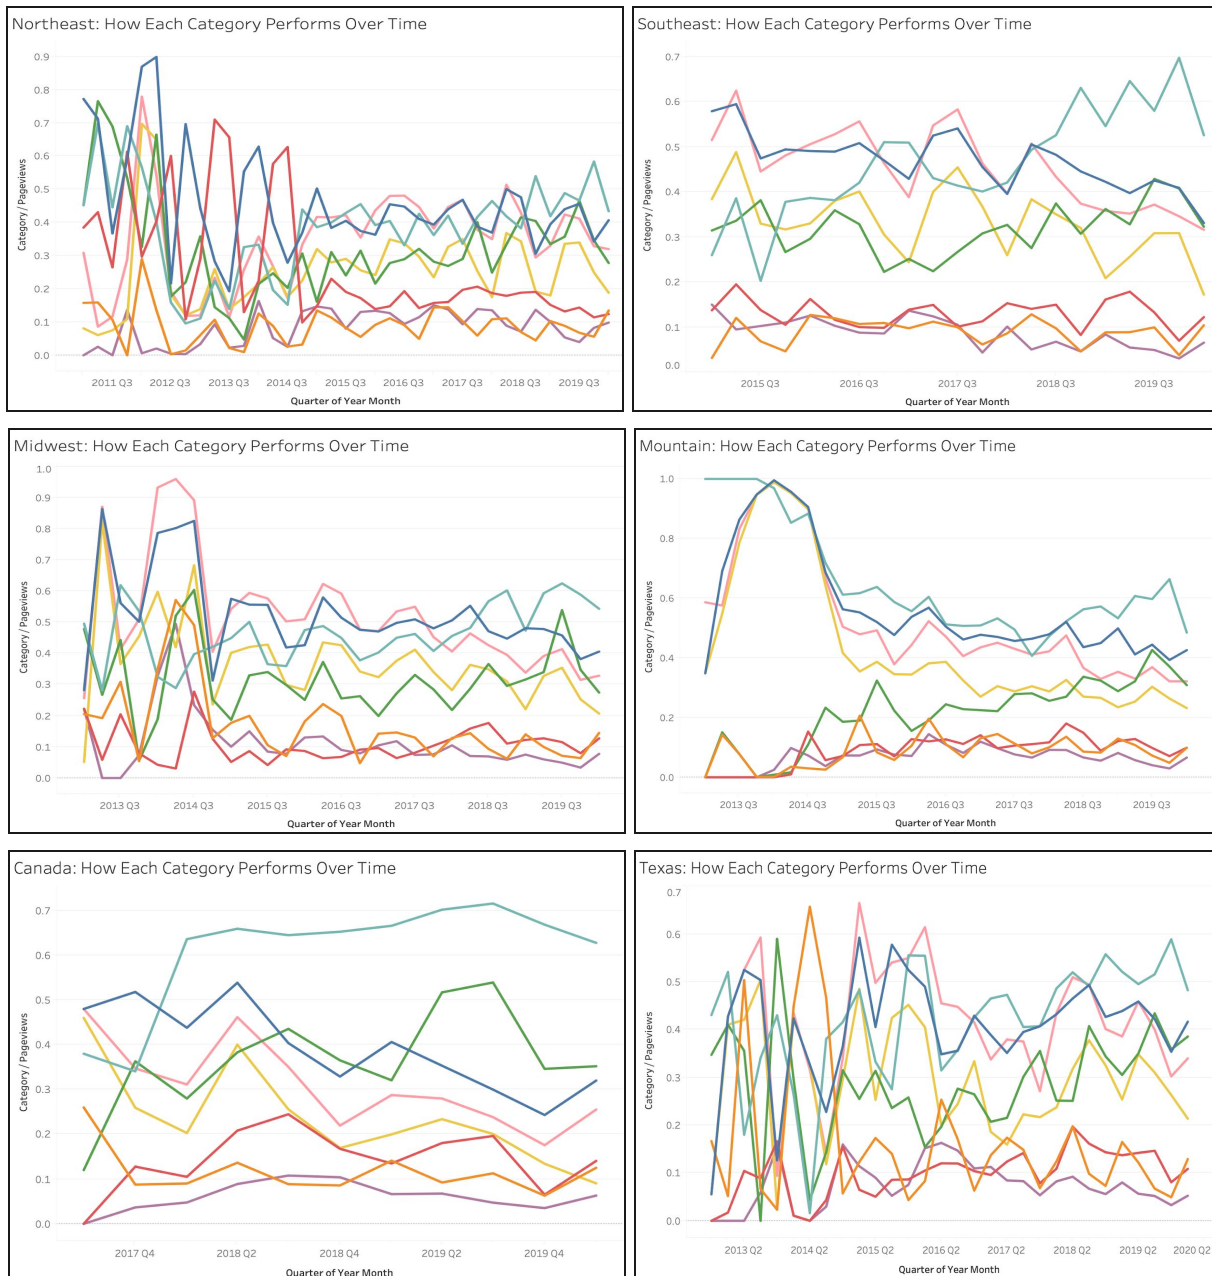 Northeast: How Each Category Performs Over Time
0.9
0.8
0.7
0.6
0.5
0.4
0.3
0.2
0.1
0.0
Category / Pageviews
2011 Q3 2012 Q3 2013 Q3 2014 Q3 2015 Q3 2016 Q3 2017 Q3 2018 Q3 2019 Q3
Quarter of Year Month
Southeast: How Each Category Performs Over Time
0.7
0.6
0.5
0.4
0.3
0.2
0.1
0.0
Category / Pageviews
2015 Q3 2016 Q3 2017 Q3 2018 Q3 2019 Q3
Quarter of Year Month
Midwest: How Each Category Performs Over Time
1.0
0.9
0.8
0.7
0.6
0.5
0.4
0.3
0.2
0.1
0.0
Category / Pageviews
2013 Q3 2014 Q3 2015 Q3 2016 Q3 2017 Q3 2018 Q3 2019 Q3
Quarter of Year Month
Mountain: How Each Category Performs Over Time
1.0
0.8
0.6
0.4
0.2
0.0
Category / Pageviews
2013 Q3 2014 Q3 2015 Q3 2016 Q3 2017 Q3 2018 Q3 2019 Q3
Quarter of Year Month
Canada: How Each Category Performs Over Time
0.7
0.6
0.5
0.4
0.3
0.2
0.1
0.0
Category / Pageviews
2017 Q4 2018 Q2 2018 Q4 2019 Q2 2019 Q4
Quarter of Year Month
Texas: How Each Category Performs Over Time
0.7
0.6
0.5
0.4
0.3
0.2
0.1
0.0
Category / Pageviews
2013 Q2 2014 Q2 2015 Q2 2016 Q2 2017 Q2 2018 Q2 2019 Q2 2020 Q2
Quarter of Year Month